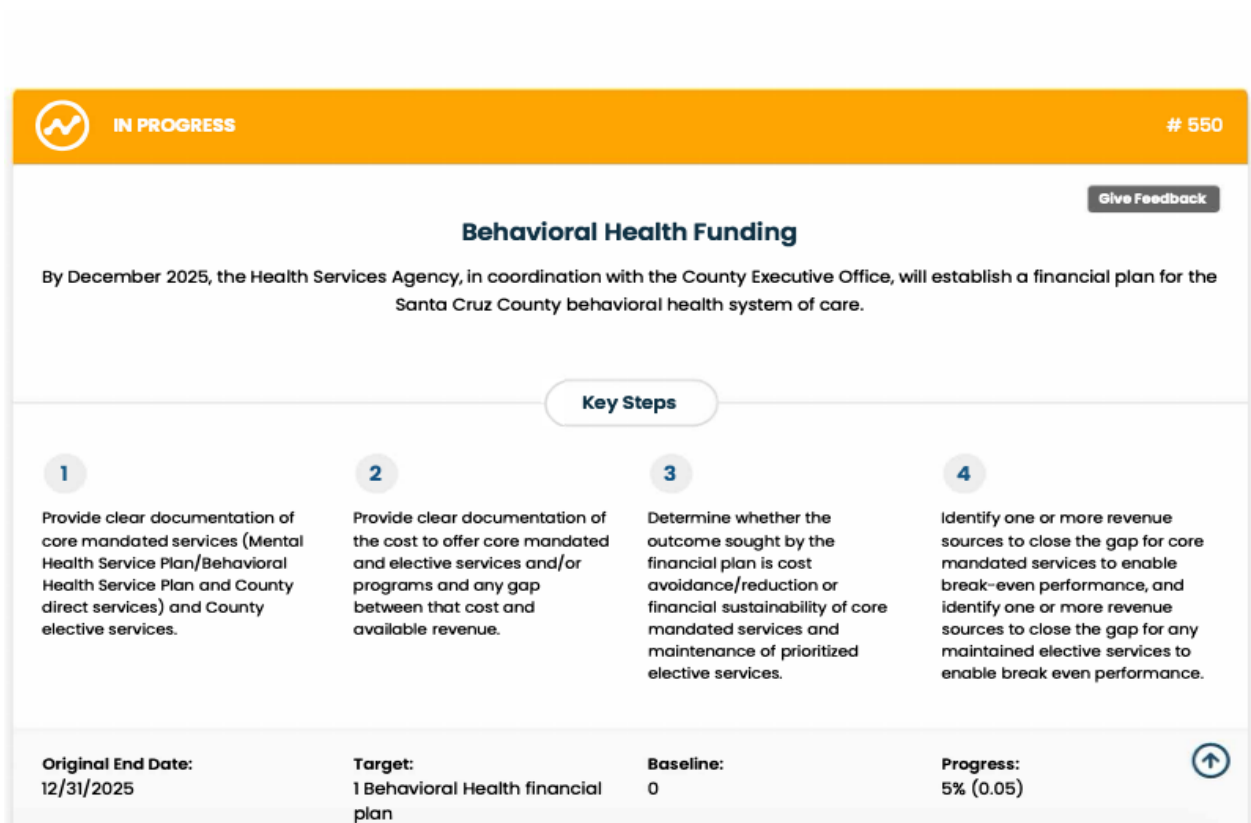 IN PROGRESS
# 550
Give Feedback
Behavioral Health Funding
By December 2025, the Health Services Agency, in coordination with the County Executive Office, will establish a financial plan for the
Santa Cruz County behavioral health system of care.
Key Steps
1
Provide clear documentation of
core mandated services (Mental
Health Service Plan/Behavioral
Health Service Plan and County
direct services) and County
elective services.
2
Provide clear documentation of
the cost to offer core mandated
and elective services and/or
programs and any gap
between that cost and
available revenue.
3
Determine whether the
outcome sought by the
financial plan is cost
avoidance/reduction or
financial sustainability of core
mandated services and
maintenance of prioritized
elective services.
4
Identify one or more revenue
sources to close the gap for core
mandated services to enable
break-even performance, and
identify one or more revenue
sources to close the gap for any
maintained elective services to
enable break even performance.
Original End Date:
12/31/2025
Target:
1 Behavioral Health financial
plan
Baseline:
0
Progress:
5% (0.05)